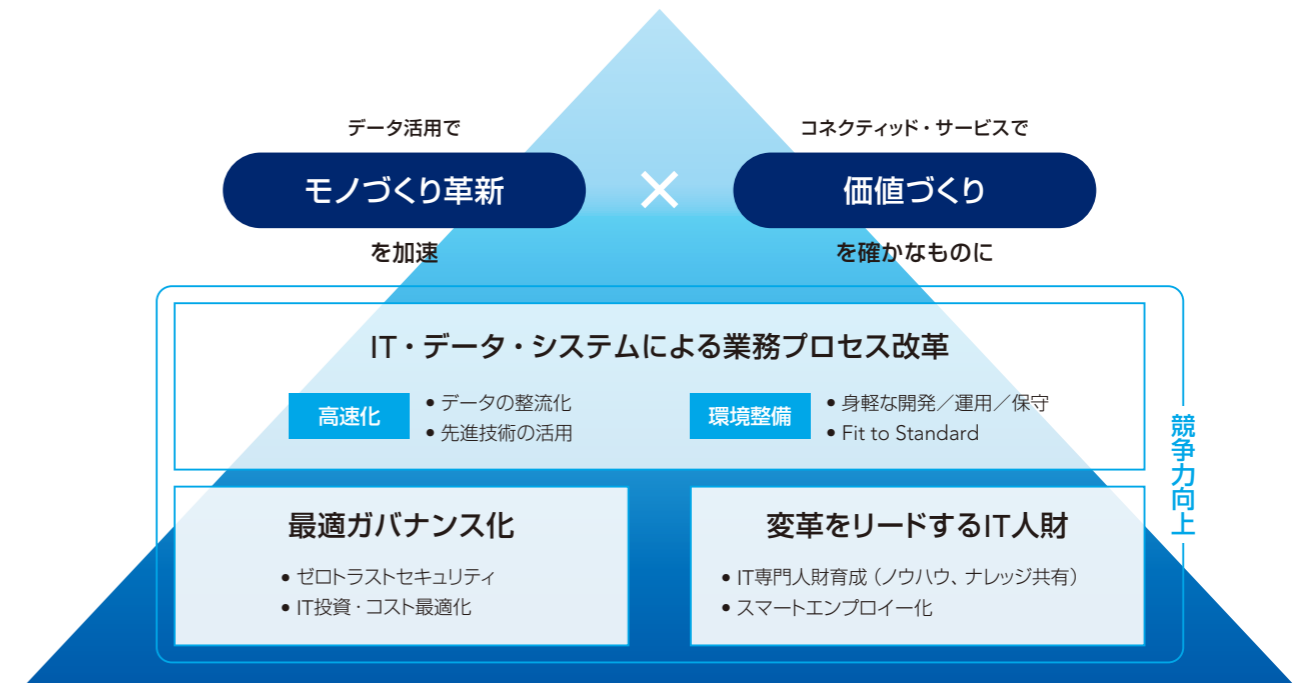 データ活用で
モノづくり革新
を加速
×
コネクティッド・サービスで
価値づくり
を確かなものに
IT・データ・システムによる業務プロセス改革
高速化
• データの整流化
• 先進技術の活用
環境整備
• 身軽な開発／運用／保守
• Fit to Standard
最適ガバナンス化
• ゼロトラストセキュリティ
• IT投資・コスト最適化
変革をリードするIT人財
• IT専門人財育成（ノウハウ、ナレッジ共有）
• スマートエンプロイー化
競争力向上